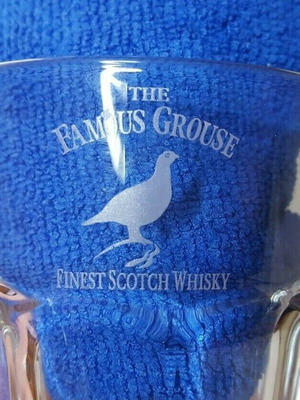 THE
FAMOUS GROUSE
FINEST SCOTCH WHISKY